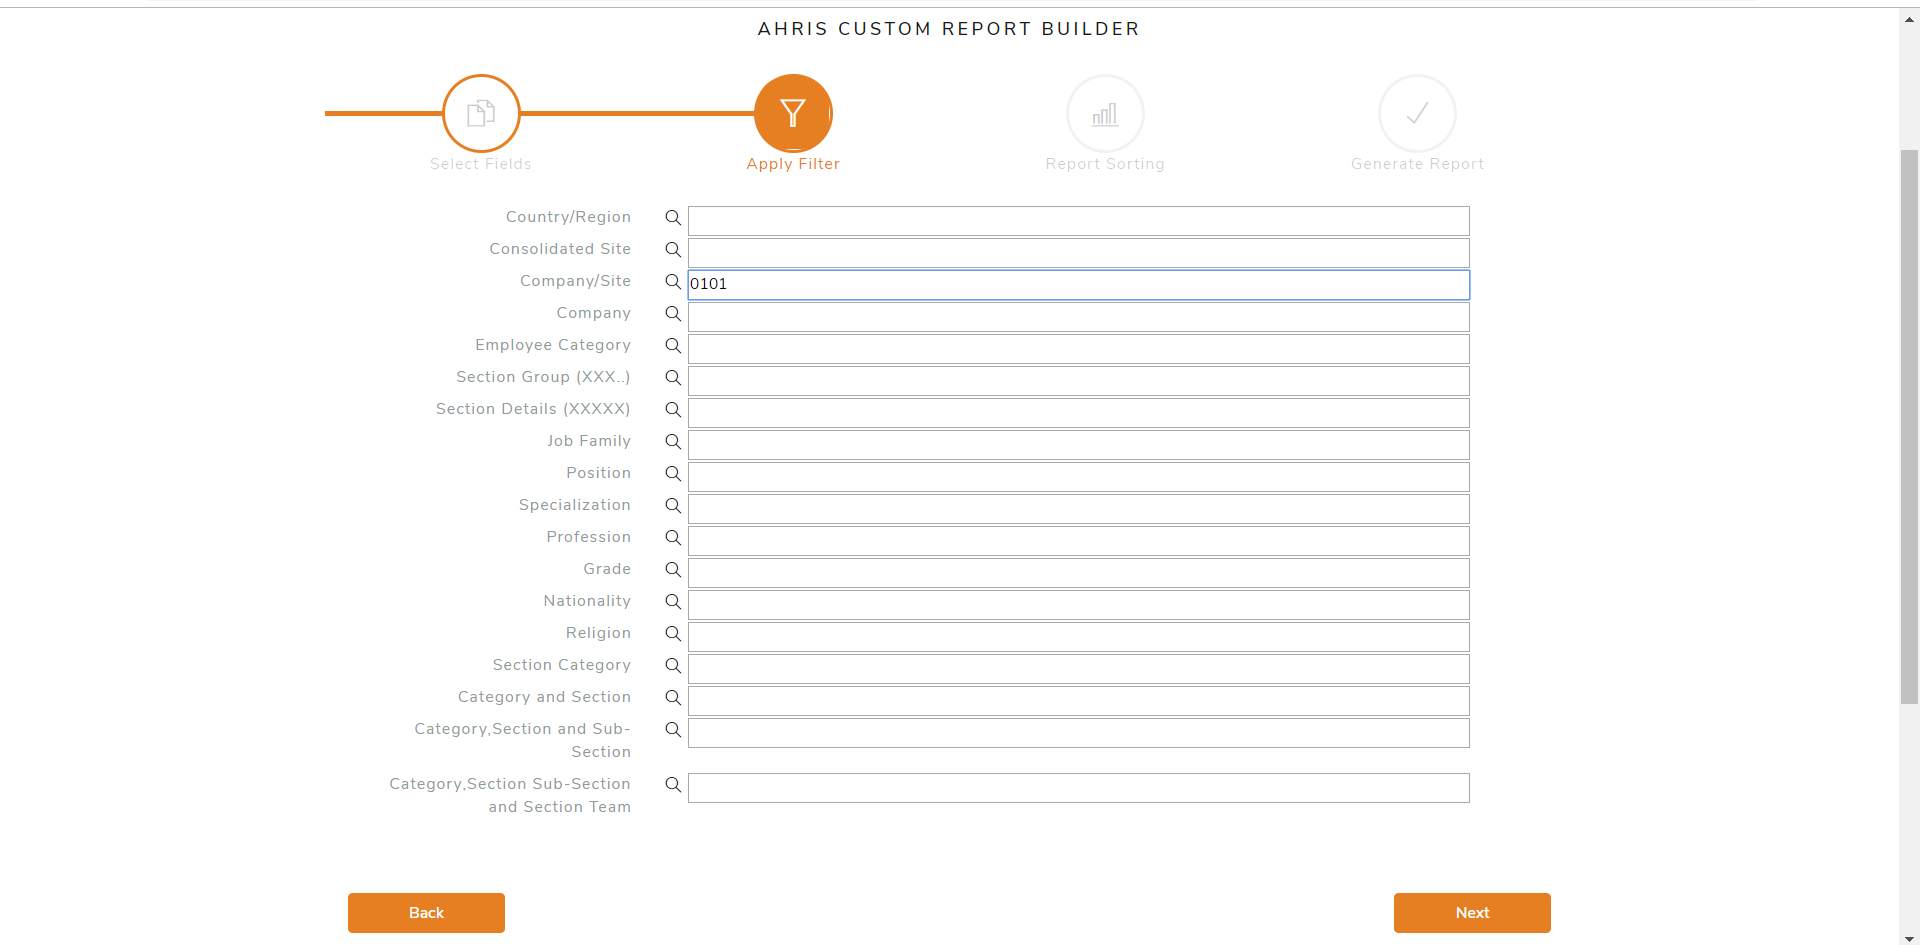 AHRIS CUSTOM REPORT BUILDER
Select Fields
Apply Filter
Report Sorting
Generate Report
Country/Region
Consolidated Site
Company/Site
0101
Company
Employee Category
Section Group (XXX..)
Section Details (XXXXX)
Job Family
Position
Specialization
Profession
Grade
Nationality
Religion
Section Category
Category and Section
Category,Section and Sub-
Section
Category,Section Sub-Section
and Section Team
Back
Next